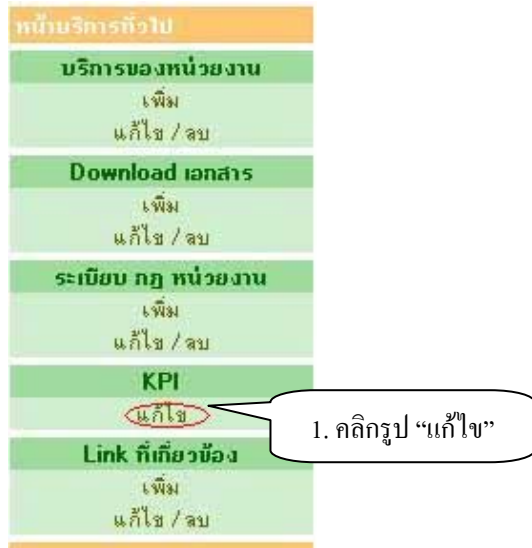 หน้าบริการทั่วไป
บริการของหน่วยงาน
เพิ่ม
แก้ไข / ลบ
Download เอกสาร
เพิ่ม
แก้ไข / ลบ
ระเบียบ กฎ หน่วยงาน
เพิ่ม
แก้ไข / ลบ
KPI
แก้ไข
1. คลิกรูป “แก้ไข”
Link ที่เกี่ยวข้อง
เพิ่ม
แก้ไข / ลบ